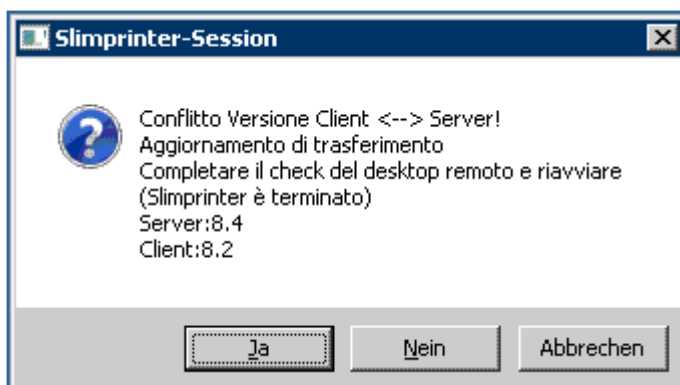 Slimprinter-Session
Conflitto Versione Client <--> Server!
Aggiornamento di trasferimento
Completare il check del desktop remoto e riavviare
(Slimprinter è terminato)
Server:8.4
Client:8.2
Ja Nein Abbrechen